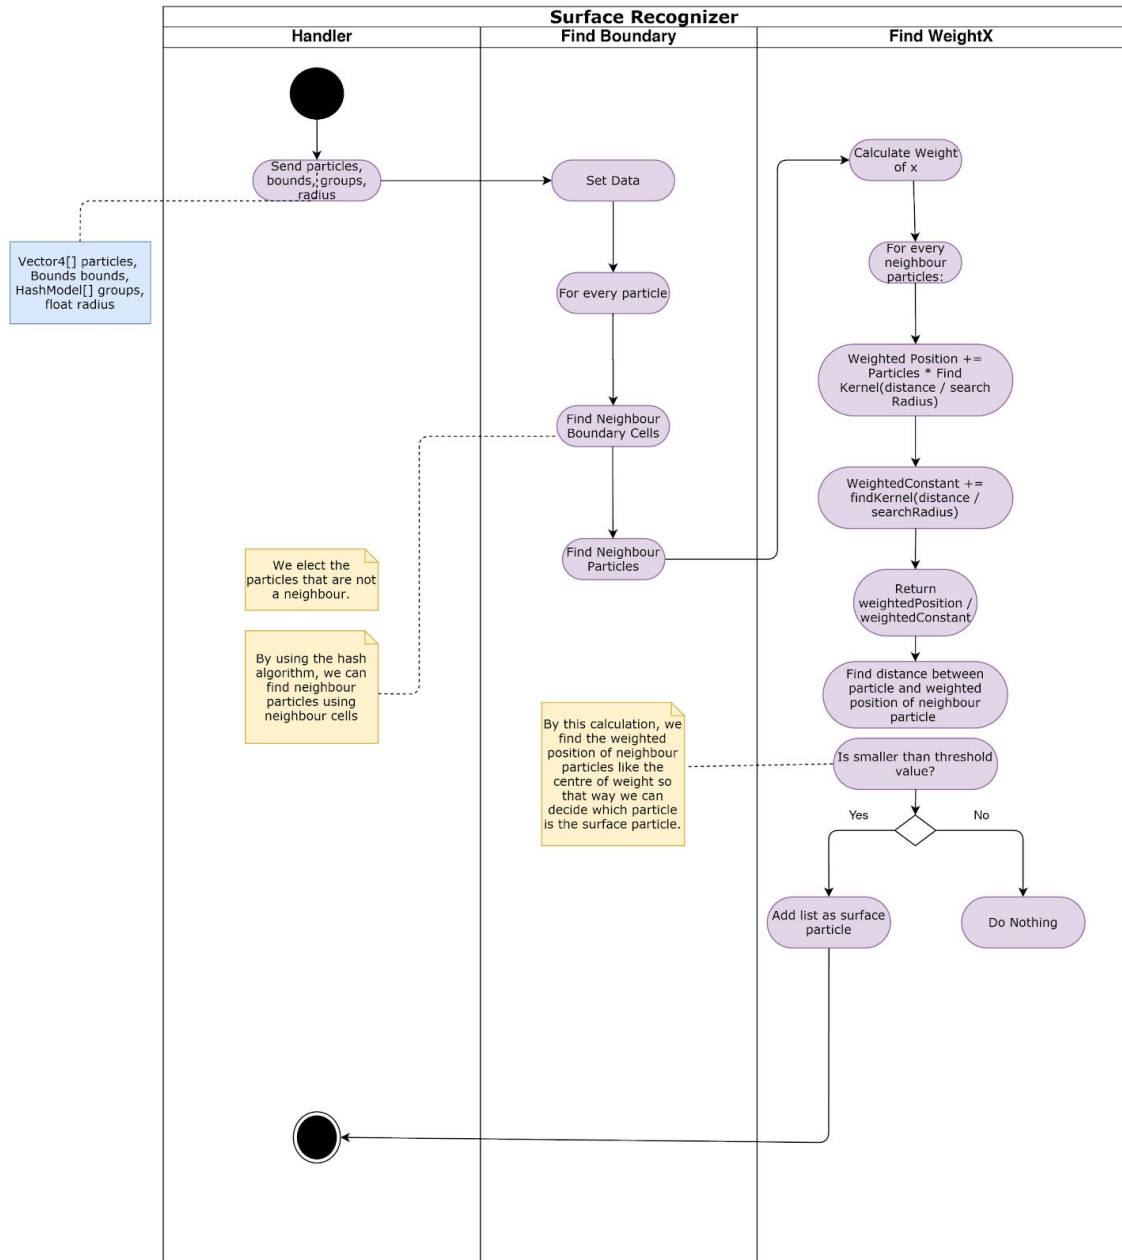 Surface Recognizer
Handler
Find Boundary
Find WeightX
Send particles,
bounds, groups,
radius
Vector4[] particles,
Bounds bounds,
HashModel[] groups,
float radius
Set Data
For every particle
Find Neighbour
Boundary Cells
Find Neighbour
Particles
We elect the
particles that are not
a neighbour.
By using the hash
algorithm, we can
find neighbour
particles using
neighbour cells
By this calculation, we
find the weighted
position of neighbour
particles like the
centre of weight so
that way we can
decide which particle
is the surface particle.
Calculate Weight
of x
For every
neighbour
particles:
Weighted Position +=
Particles * Find
Kernel(distance / search
Radius)
WeightedConstant +=
findKernel(distance /
searchRadius)
Return
weightedPosition /
weightedConstant
Find distance between
particle and weighted
position of neighbour
particle
Is smaller than threshold
value?
Yes
No
Add list as surface
particle
Do Nothing